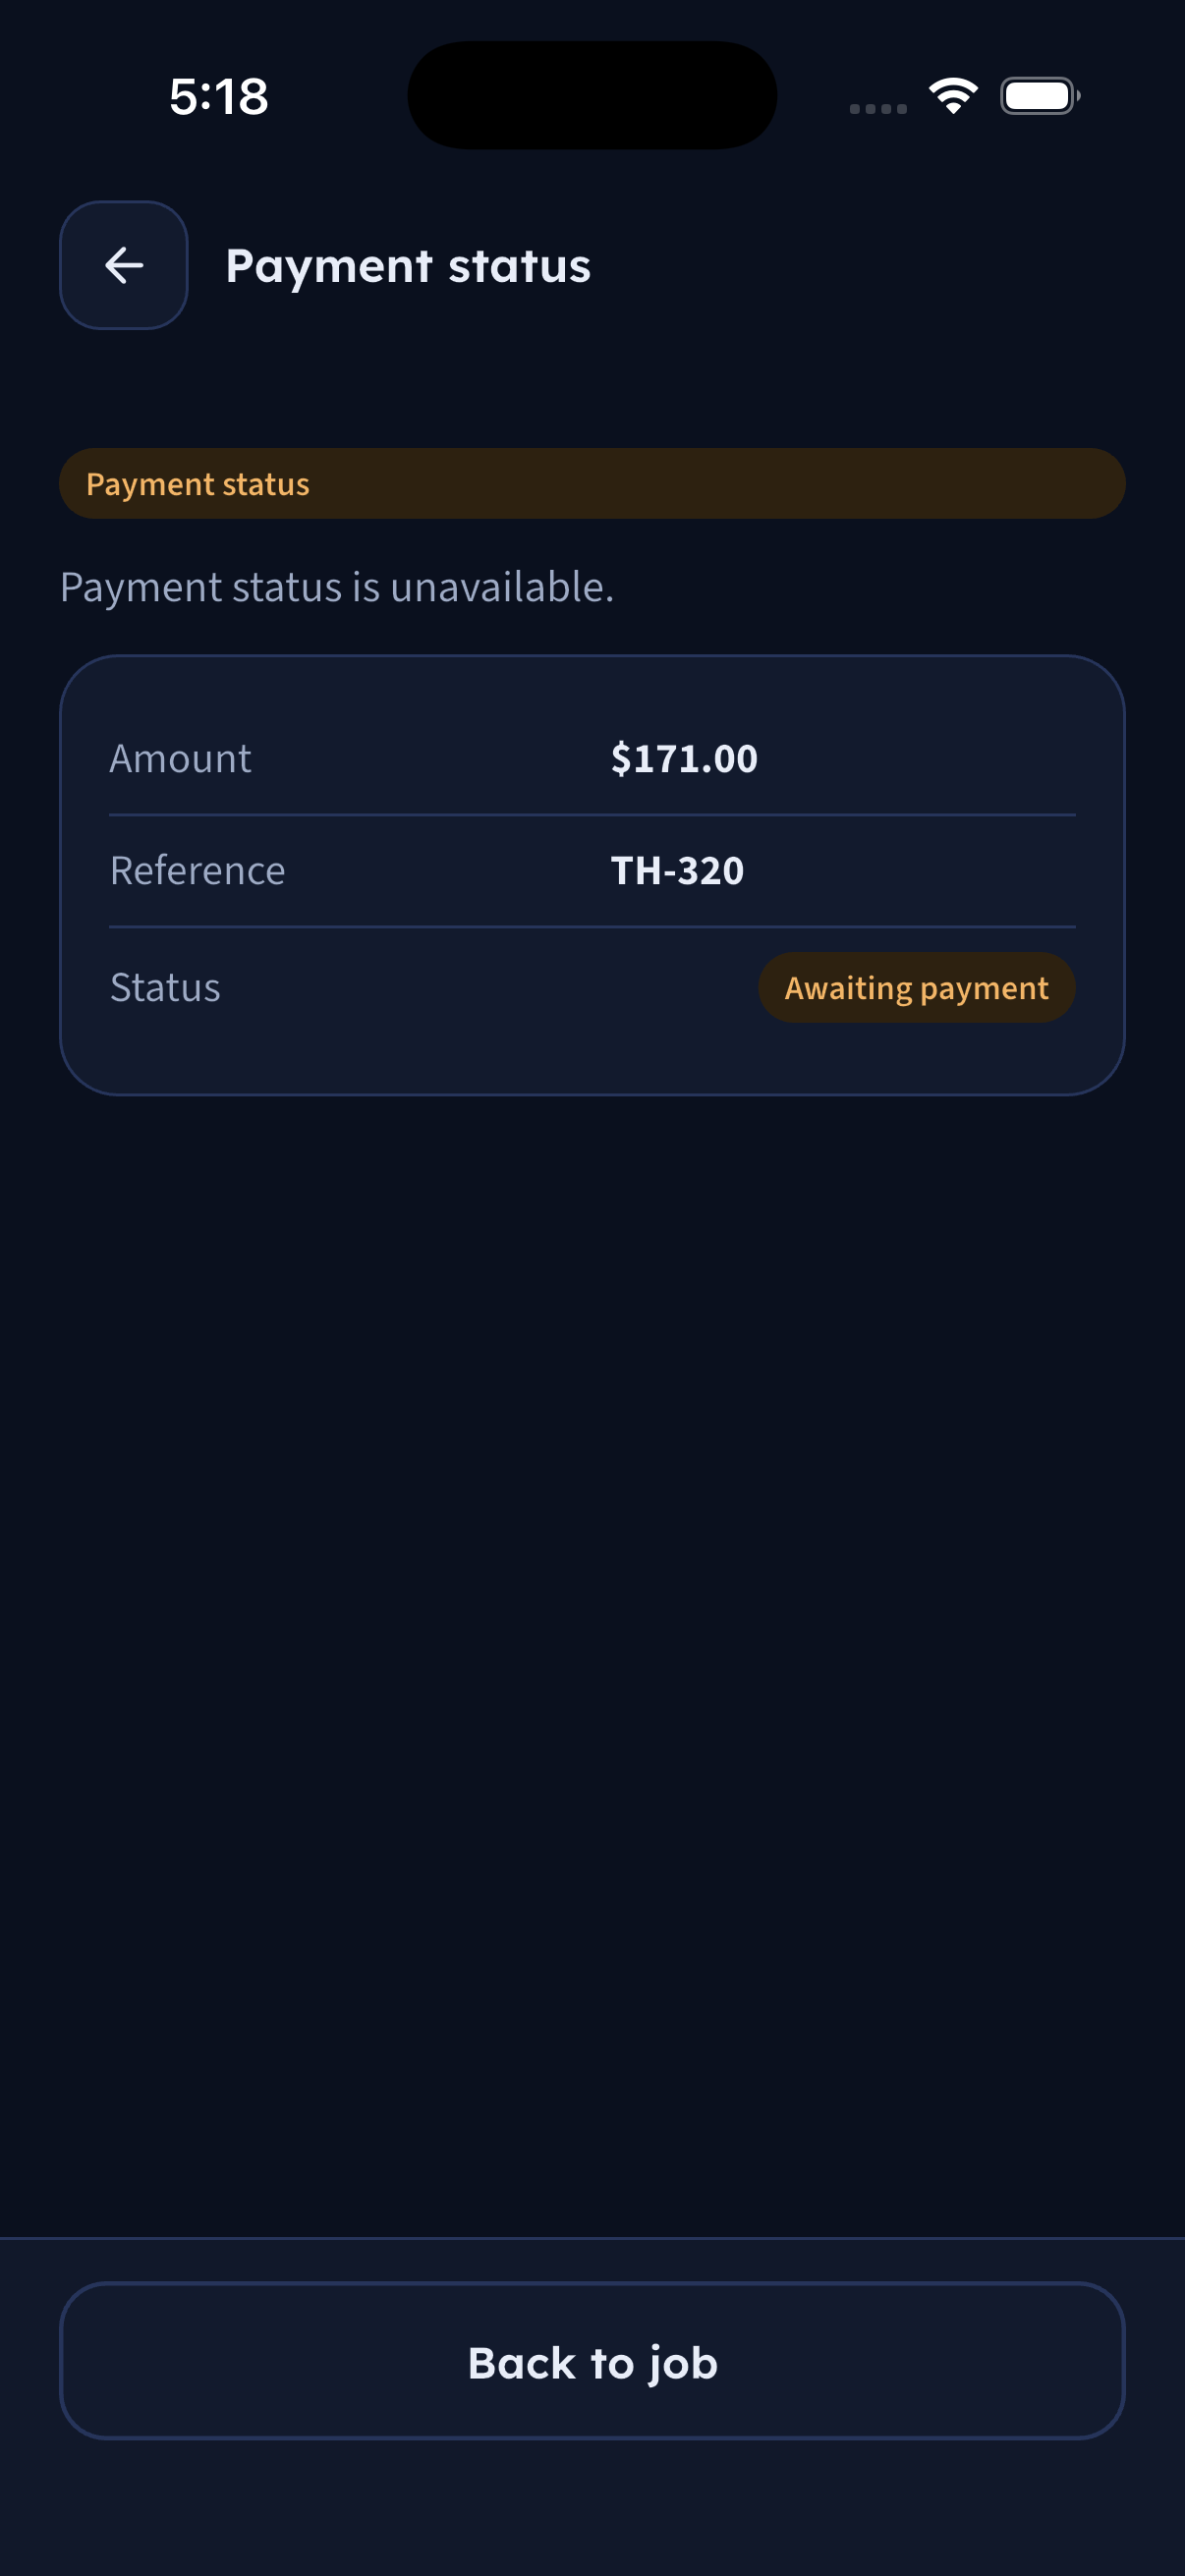 5:18
Payment status
Payment status
Payment status is unavailable.
Amount $171.00
Reference TH-320
Status Awaiting payment
Back to job